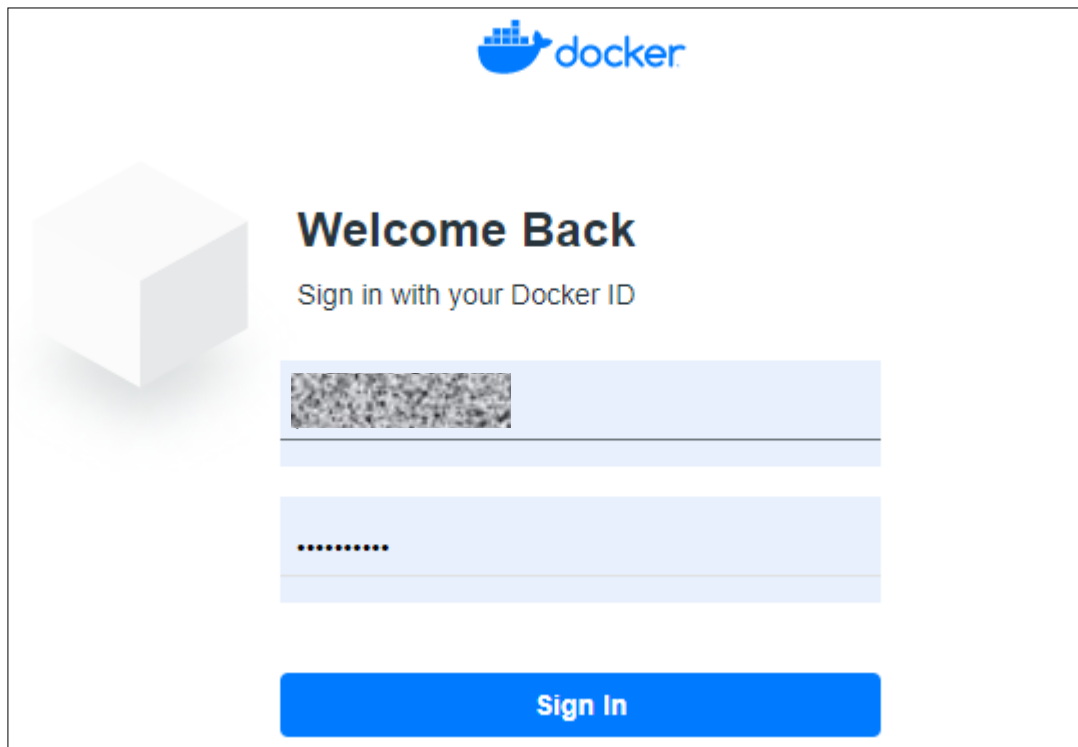 docker
Welcome Back
Sign in with your Docker ID
••••••••••
Sign In